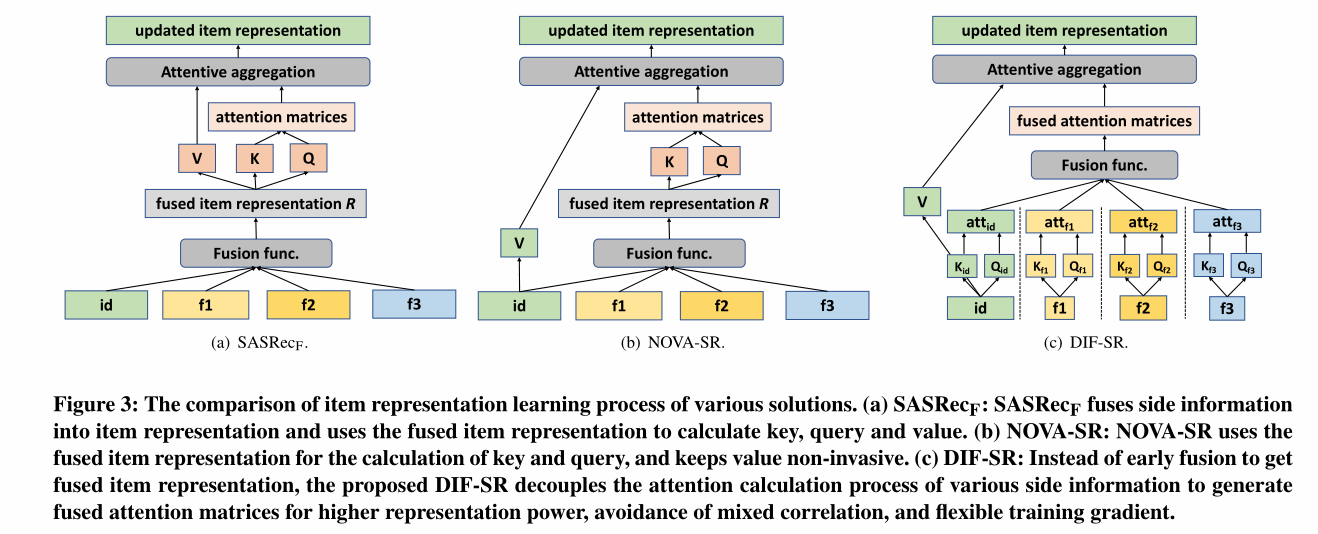 updated item representation
Attentive aggregation
attention matrices
V K Q
fused item representation R
Fusion func.
id f1 f2 f3
(a) SASRecF.
updated item representation
Attentive aggregation
attention matrices
K Q
fused item representation R
V
Fusion func.
id f1 f2 f3
(b) NOVA-SR.
updated item representation
Attentive aggregation
fused attention matrices
Fusion func.
V
attid attf1 attf2 attf3
Kid Qid Kf1 Qf1 Kf2 Qf2 Kf3 Qf3
id f1 f2 f3
(c) DIF-SR.
Figure 3: The comparison of item representation learning process of various solutions. (a) SASRecF: SASRecF fuses side information
into item representation and uses the fused item representation to calculate key, query and value. (b) NOVA-SR: NOVA-SR uses the
fused item representation for the calculation of key and query, and keeps value non-invasive. (c) DIF-SR: Instead of early fusion to get
fused item representation, the proposed DIF-SR decouples the attention calculation process of various side information to generate
fused attention matrices for higher representation power, avoidance of mixed correlation, and flexible training gradient.